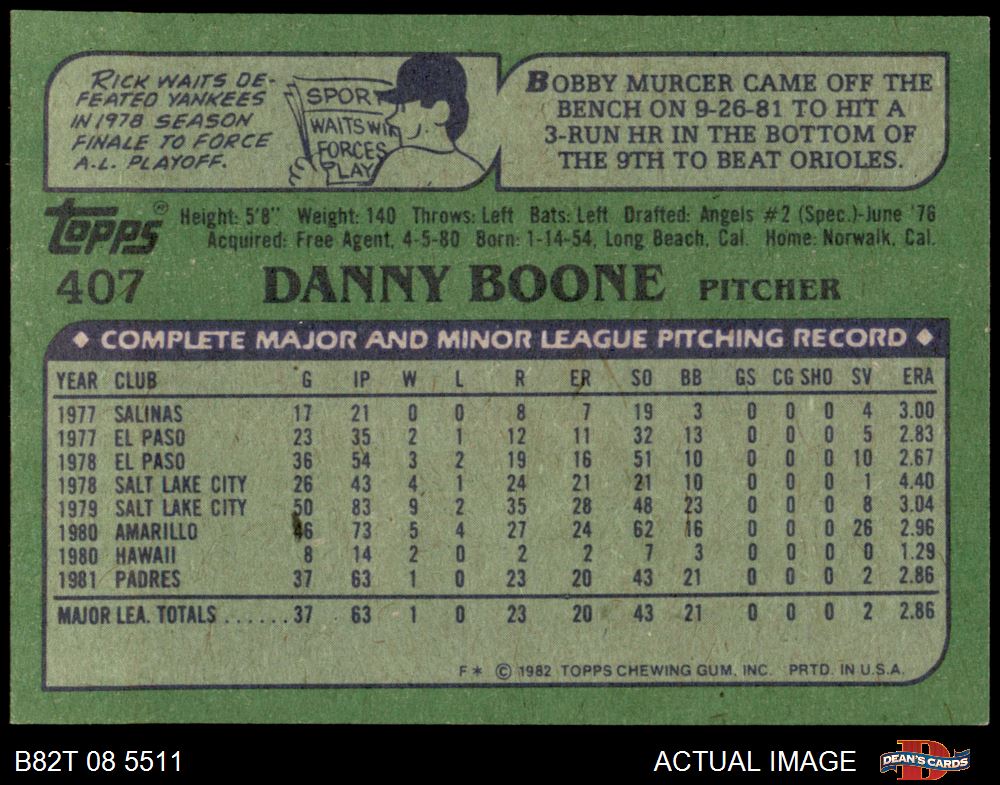 RICK WAITS DE-
FEATED YANKEES
IN 1978 SEASON
FINALE TO FORCE
A.L. PLAYOFF.
SPORT
WAITS WIN
FORCES
PLAY
BOBBY MURCER CAME OFF THE
BENCH ON 9-26-81 TO HIT A
3-RUN HR IN THE BOTTOM OF
THE 9TH TO BEAT ORIOLES.
TOPPS®
Height: 5'8" Weight: 140 Throws: Left Bats: Left Drafted: Angels #2 (Spec.)-June '76
Acquired: Free Agent, 4-5-80 Born: 1-14-54, Long Beach, Cal. Home: Norwalk, Cal.
407 DANNY BOONE PITCHER
◆ COMPLETE MAJOR AND MINOR LEAGUE PITCHING RECORD ◆
YEAR CLUB G IP W L R ER SO BB GS CG SHO SV ERA
1977 SALINAS 17 21 0 0 8 7 19 3 0 0 0 4 3.00
1977 EL PASO 23 35 2 1 12 11 32 13 0 0 0 5 2.83
1978 EL PASO 36 54 3 2 19 16 51 10 0 0 0 10 2.67
1978 SALT LAKE CITY 26 43 4 1 24 21 21 10 0 0 0 1 4.40
1979 SALT LAKE CITY 50 83 9 2 35 28 48 23 0 0 0 8 3.04
1980 AMARILLO 46 73 5 4 27 24 62 16 0 0 0 26 2.96
1980 HAWAII 8 14 2 0 2 2 7 3 0 0 0 0 1.29
1981 PADRES 37 63 1 0 23 20 43 21 0 0 0 2 2.86
MAJOR LEA. TOTALS ......37 63 1 0 23 20 43 21 0 0 0 2 2.86
F* © 1982 TOPPS CHEWING GUM, INC. PRTD. IN U.S.A.
B82T 08 5511 ACTUAL IMAGE
D
DEAN'S CARDS